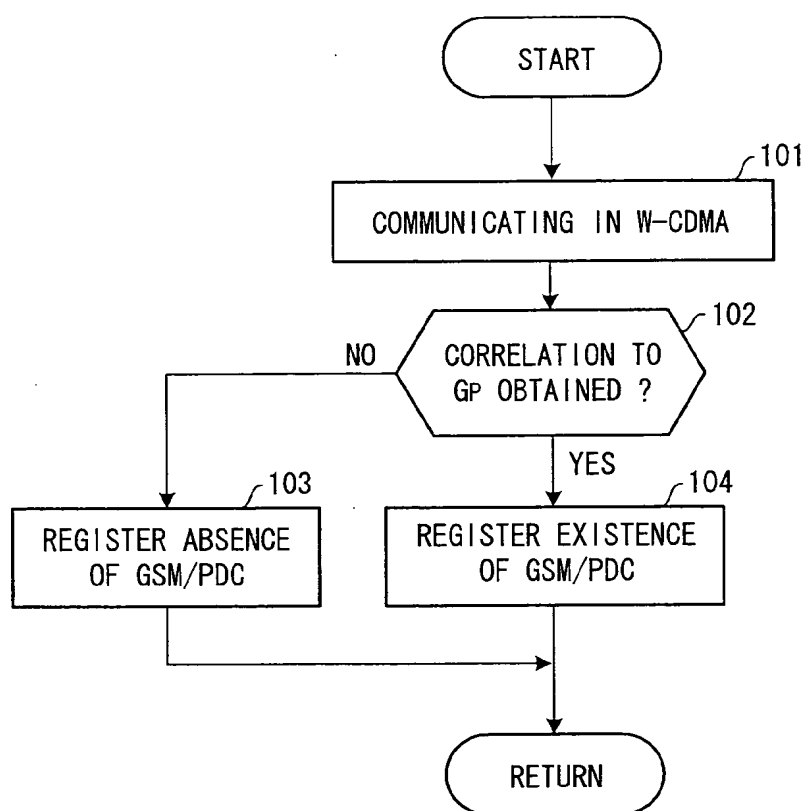 START
101
COMMUNICATING IN W-CDMA
102
NO
CORRELATION TO
GP OBTAINED ?
YES
103
104
REGISTER ABSENCE
OF GSM/PDC
REGISTER EXISTENCE
OF GSM/PDC
RETURN